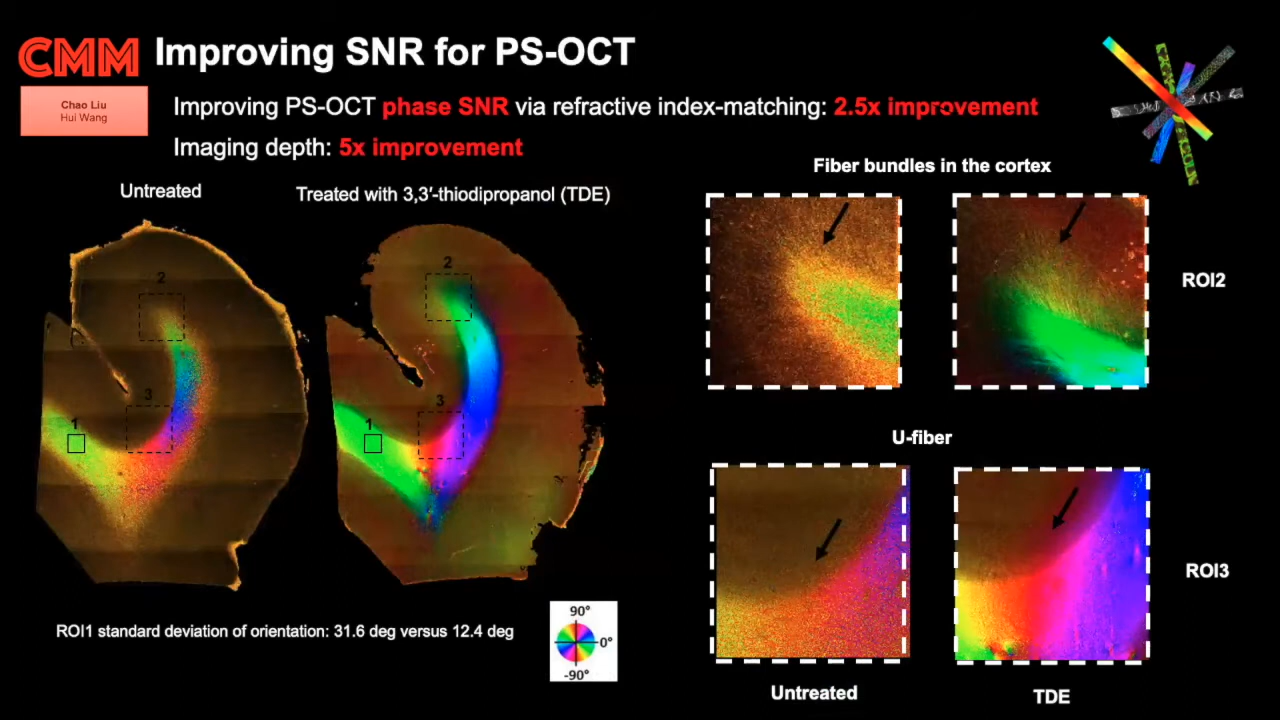 CMM
Improving SNR for PS-OCT
Chao Liu
Hui Wang
Improving PS-OCT phase SNR via refractive index-matching: 2.5x improvement
Imaging depth: 5x improvement
Untreated
Treated with 3,3′-thiodipropanol (TDE)
2
3
1
2
3
1
ROI1 standard deviation of orientation: 31.6 deg versus 12.4 deg
90°
0°
-90°
Fiber bundles in the cortex
ROI2
U-fiber
ROI3
Untreated
TDE